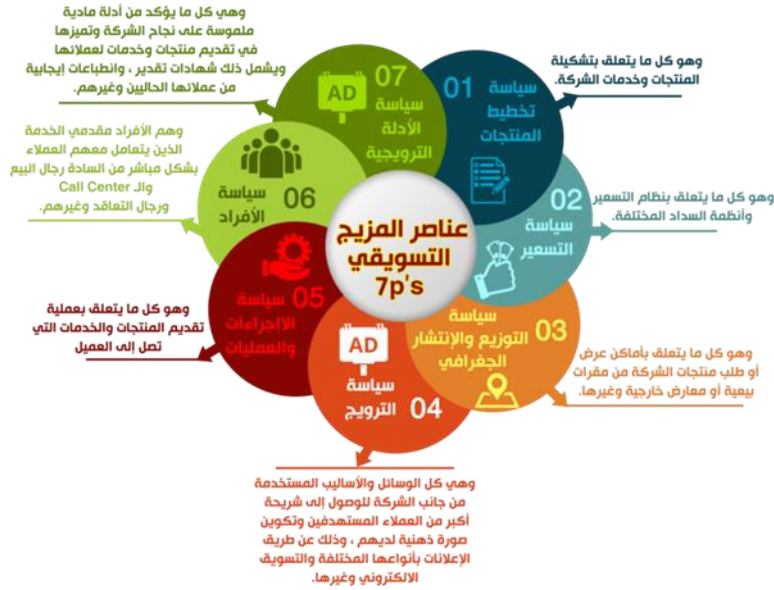 عناصر المزيج
التسويقي
7p's
01
سياسة
تخطيط
المنتجات
وهو كل ما يتعلق بتشكيلة
المنتجات وخدمات الشركة.
02
سياسة
التسعير
وهو كل ما يتعلق بنظام التسعير
وأنظمة السداد المختلفة.
03
سياسة
التوزيع والإنتشار
الجغرافي
وهو كل ما يتعلق بأماكن عرض
أو طلب منتجات الشركة من مقرات
بيعية أو معارض خارجية وغيرها.
AD
04
سياسة
الترويج
وهي كل الوسائل والأساليب المستخدمة
من جانب الشركة للوصول إلى شريحة
أكبر من العملاء المستهدفين وتكوين
صورة ذهنية لديهم ، وذلك عن طريق
الإعلانات بأنواعها المختلفة والتسويق
الالكتروني وغيرها.
05
سياسة
الااجراءات
والعمليات
وهو كل ما يتعلق بعملية
تقديم المنتجات والخدمات التي
تصل إلى العميل
06
سياسة
الأفراد
وهم الأفراد مقدمي الخدمة
الذين يتعامل معهم العملاء
بشكل مباشر من السادة رجال البيع
والـ Call Center
ورجال التعاقد وغيرهم.
07
AD
سياسة
الأدلة
الترويجية
وهي كل ما يؤكد من أدلة مادية
ملموسة على نجاح الشركة وتميزها
في تقديم منتجات وخدمات لعملائها
ويشمل ذلك شهادات تقدير ، وانطباعات إيجابية
من عملائها الحاليين وغيرهم.